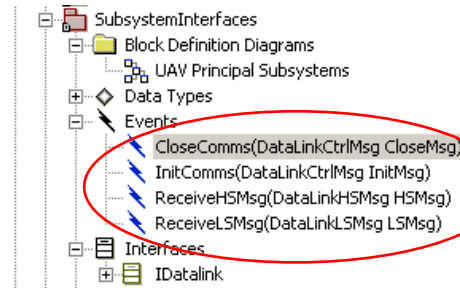 SubsystemInterfaces
Block Definition Diagrams
UAV Principal Subsystems
Data Types
Events
CloseComms(DataLinkCtrlMsg CloseMsg)
InitComms(DataLinkCtrlMsg InitMsg)
ReceiveHSMsg(DataLinkHSMsg HSMsg)
ReceiveLSMsg(DataLinkLSMsg LSMsg)
Interfaces
IDatalink